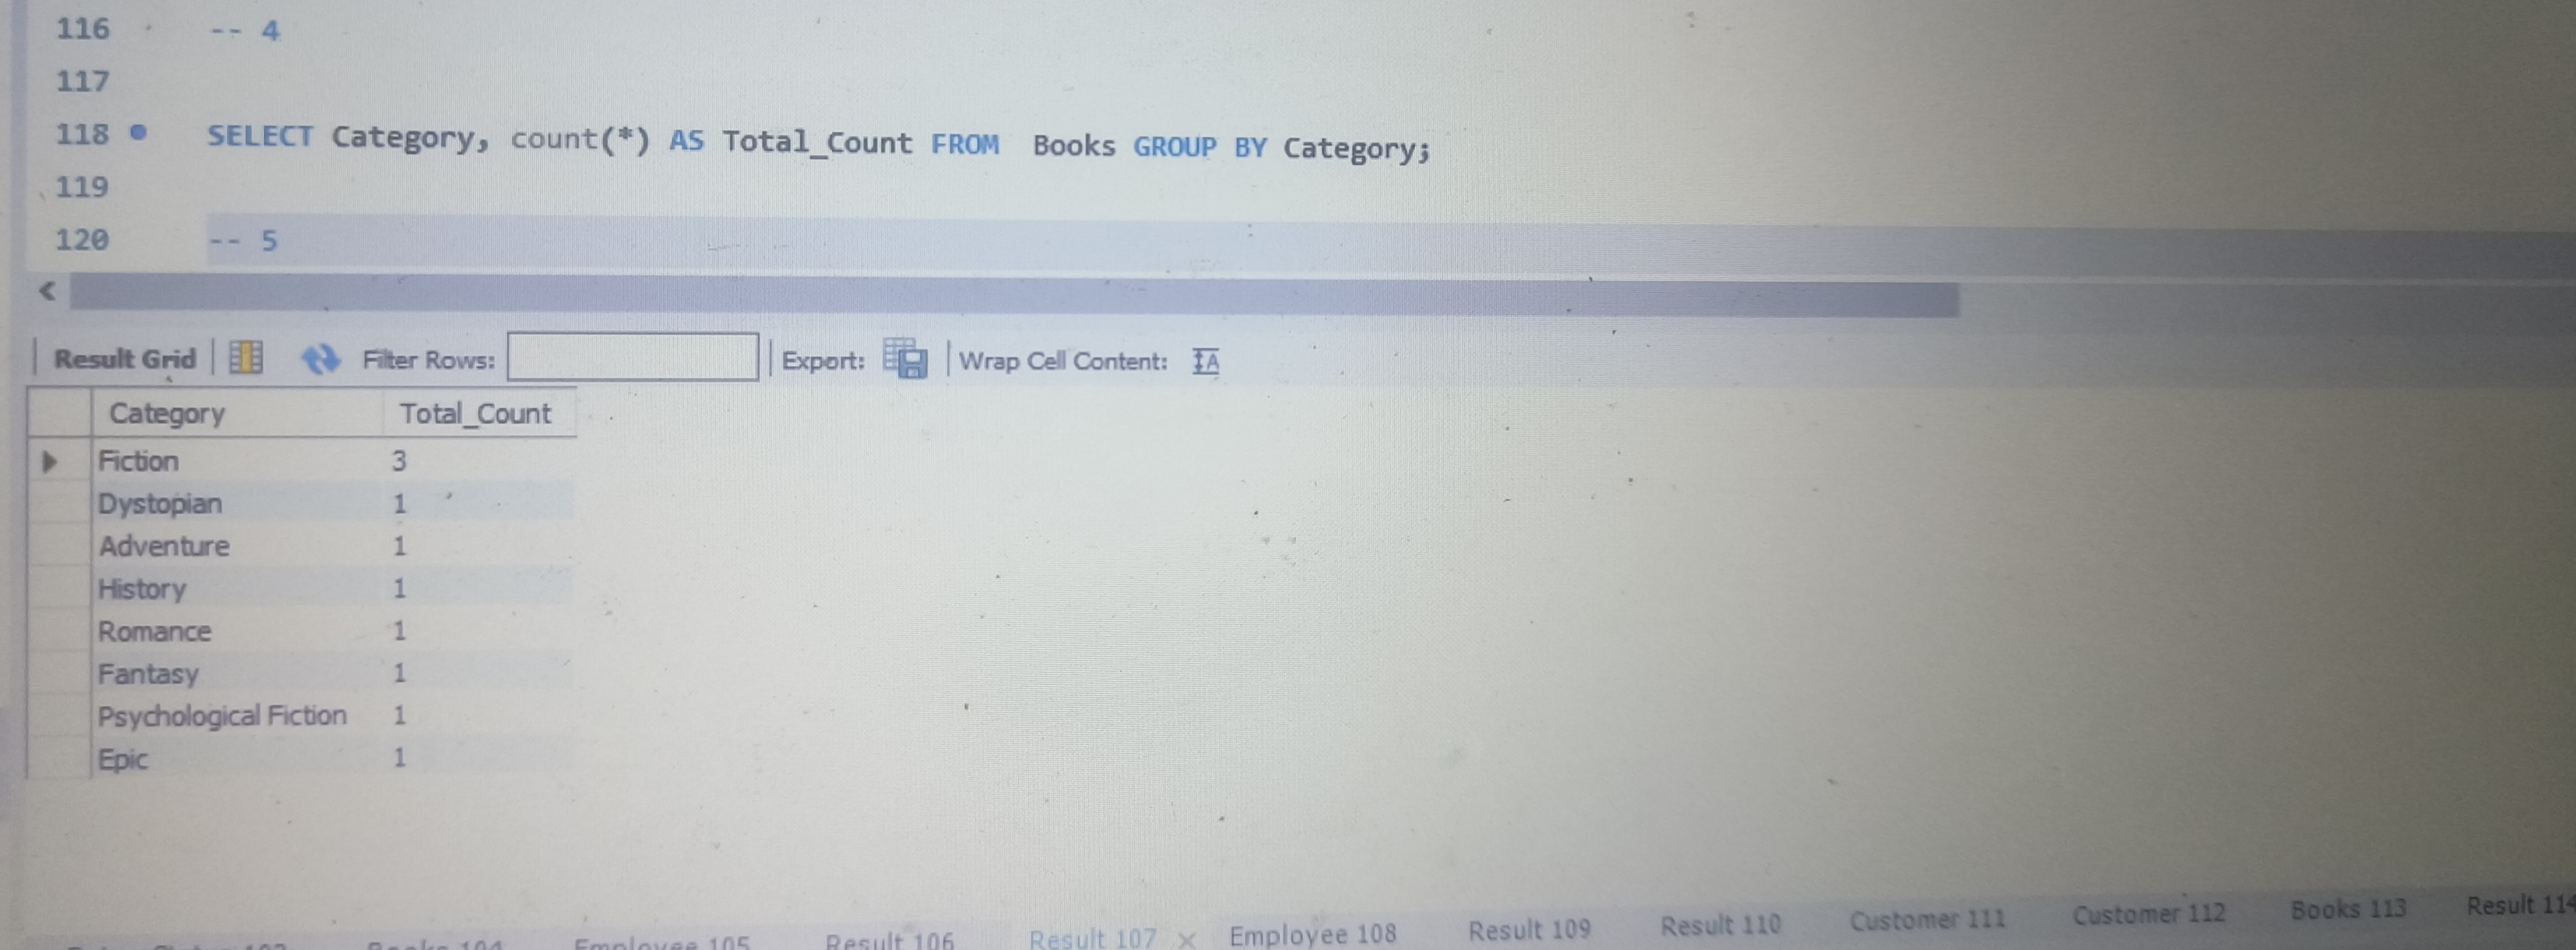 116 -- 4
117
118 SELECT Category, count(*) AS Total_Count FROM Books GROUP BY Category;
119
120 -- 5
Result Grid Filter Rows: Export: Wrap Cell Content:
Category Total_Count
Fiction 3
Dystopian 1
Adventure 1
History 1
Romance 1
Fantasy 1
Psychological Fiction 1
Epic 1
Books 104 Employee 105 Result 106 Result 107 Employee 108 Result 109 Result 110 Customer 111 Customer 112 Books 113 Result 114